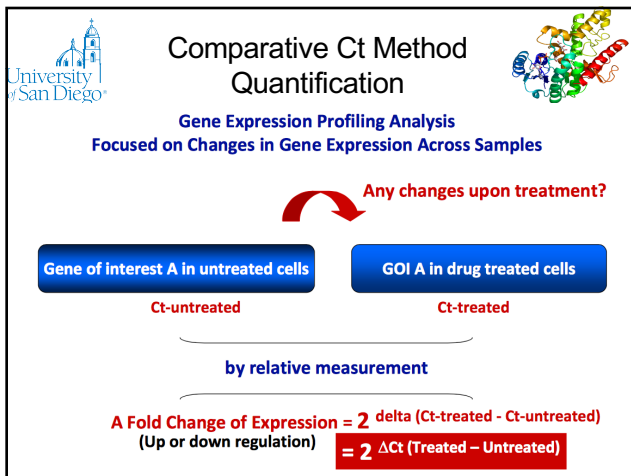 University
of San Diego®
Comparative Ct Method
Quantification
Gene Expression Profiling Analysis
Focused on Changes in Gene Expression Across Samples
Any changes upon treatment?
Gene of interest A in untreated cells
GOI A in drug treated cells
Ct-untreated
Ct-treated
by relative measurement
A Fold Change of Expression = 2 delta (Ct-treated - Ct-untreated)
(Up or down regulation)
= 2 ΔCt (Treated – Untreated)